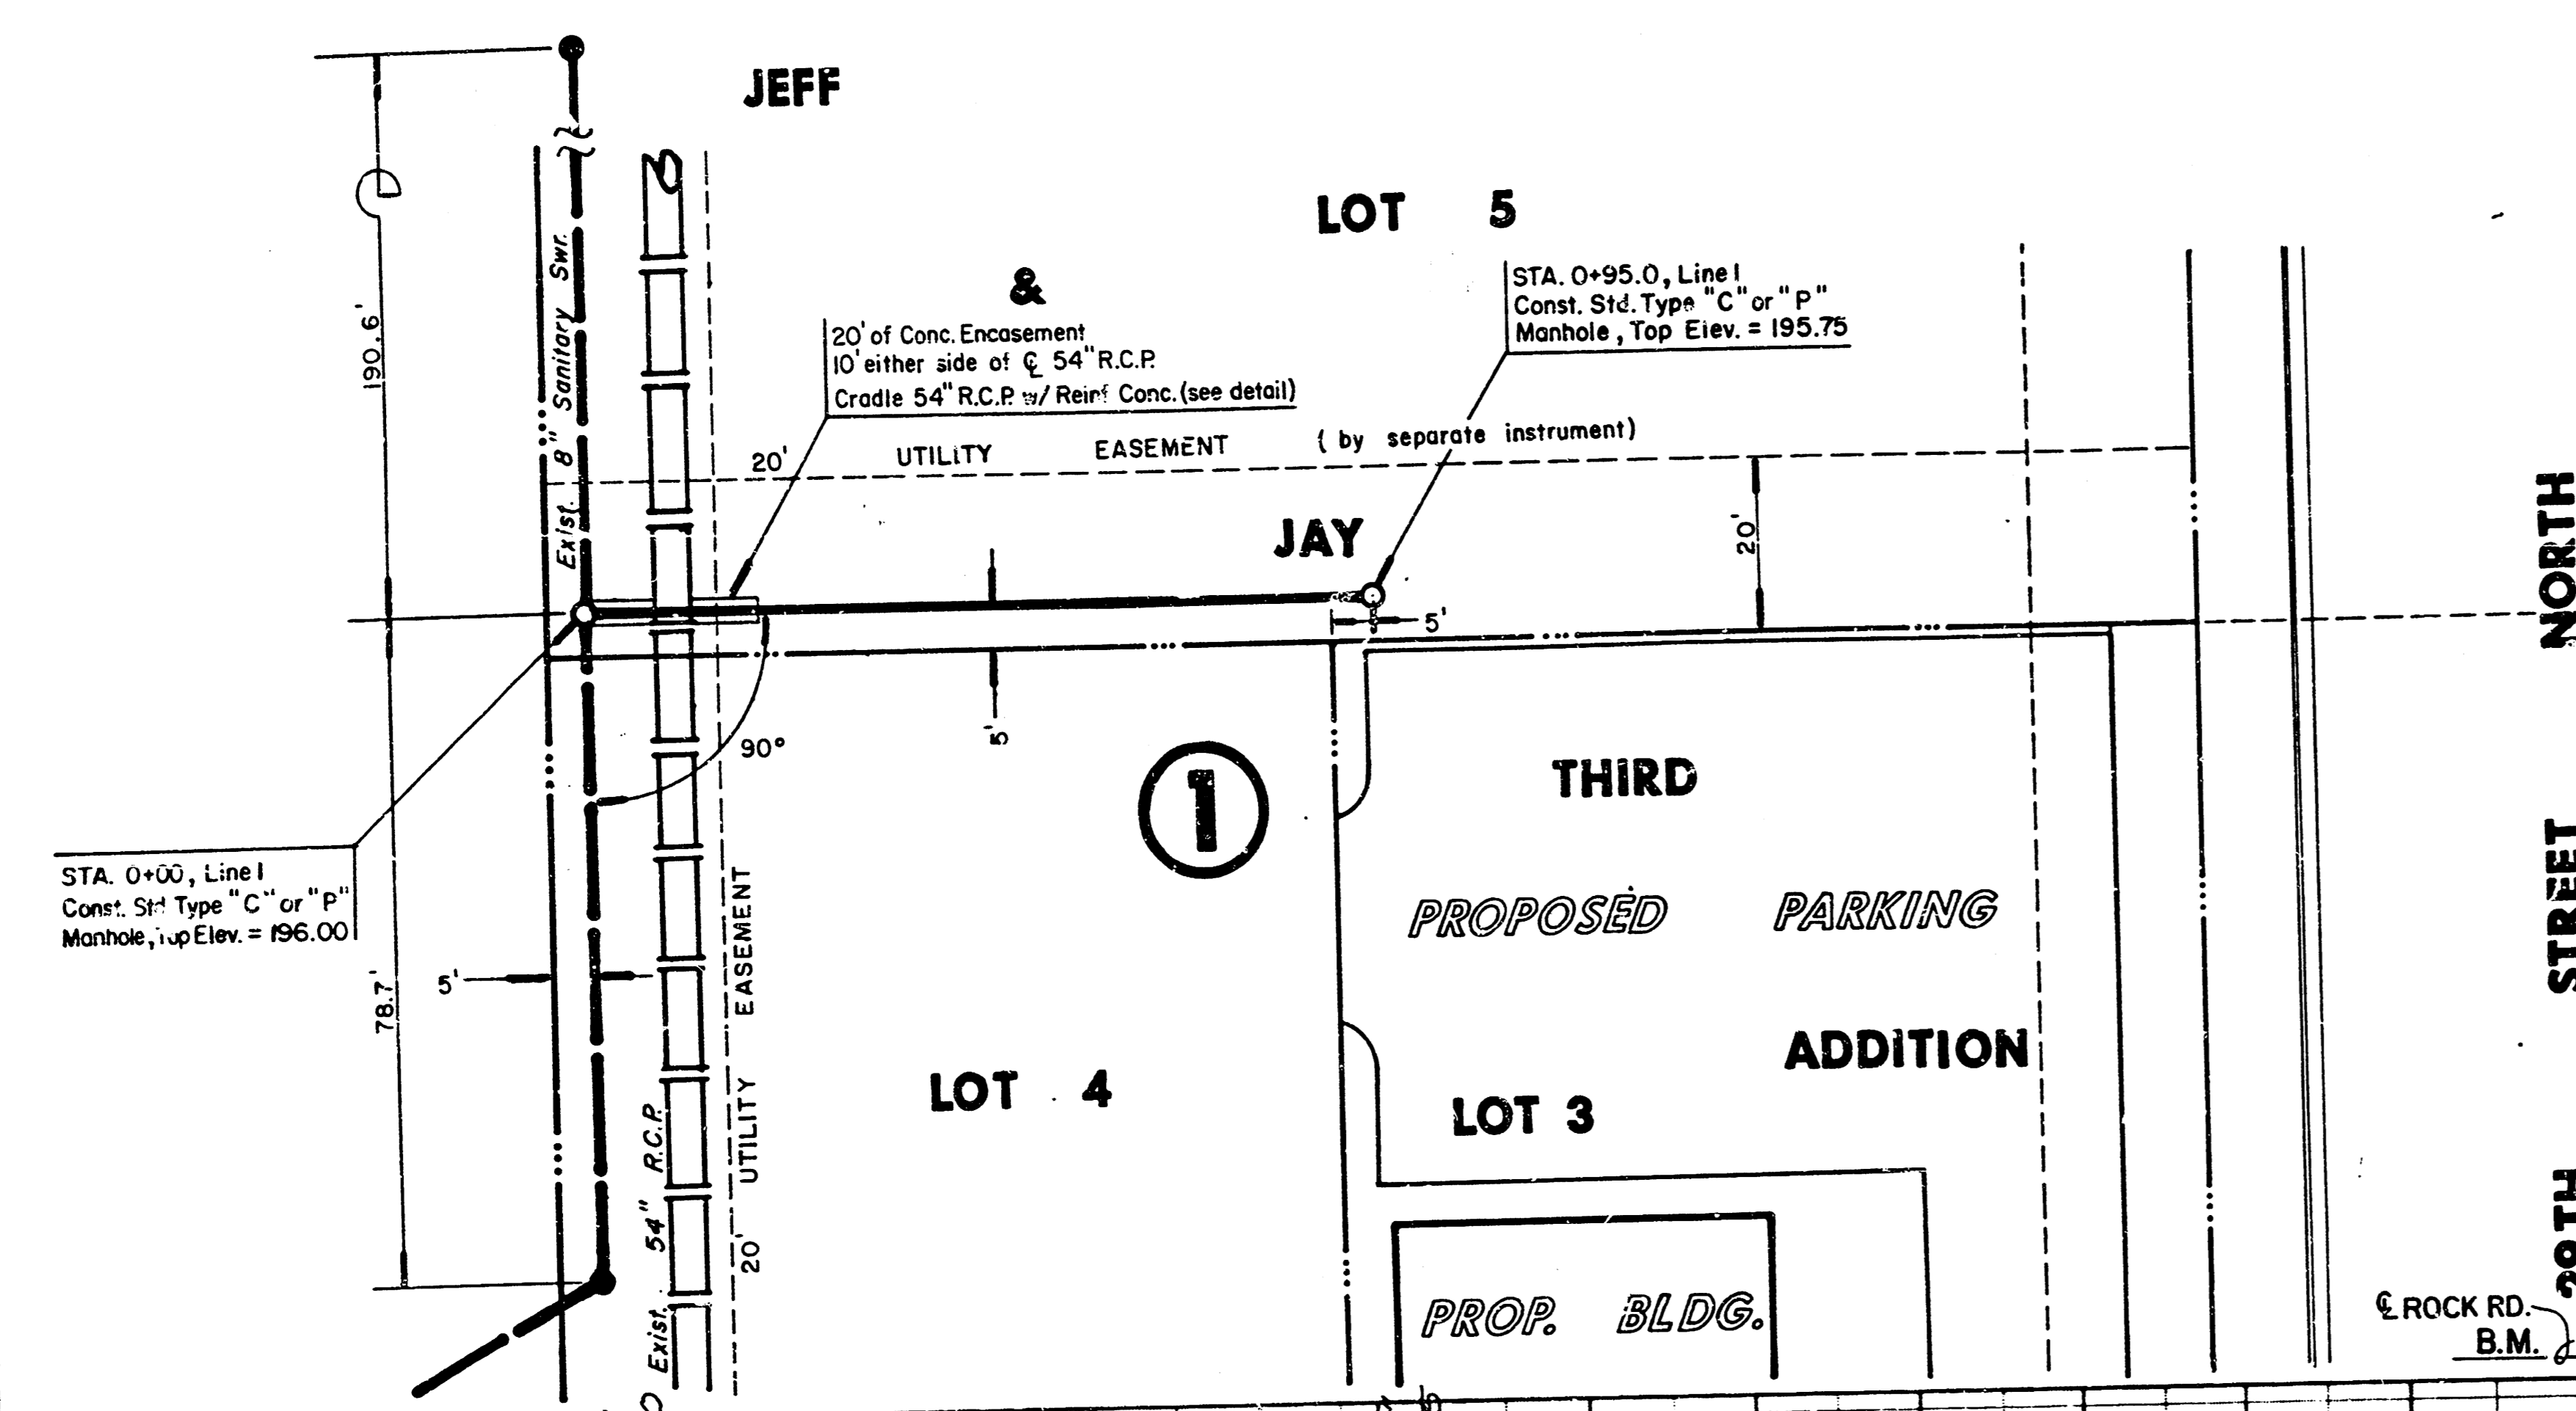 JEFF
LOT 5
&
STA. 0+95.0, Line 1
Const. Std. Type "C" or "P"
Manhole, Top Elev. = 195.75
20' of Conc. Encasement
10' either side of ℄ 54" R.C.P.
Cradle 54" R.C.P. w/ Reinf Conc. (see detail)
190.6'
Exist. 8" Sanitary Swr.
20' UTILITY EASEMENT ( by separate instrument)
JAY
20'
5'
5'
90°
1
THIRD
STA. 0+00, Line 1
Const. Std Type "C" or "P"
Manhole, Top Elev. = 196.00
PROPOSED PARKING
5'
78.7'
ADDITION
LOT 4
LOT 3
20' UTILITY EASEMENT
Exist. 54" R.C.P.
PROP. BLDG.
29TH STREET NORTH
℄ ROCK RD.
B.M.